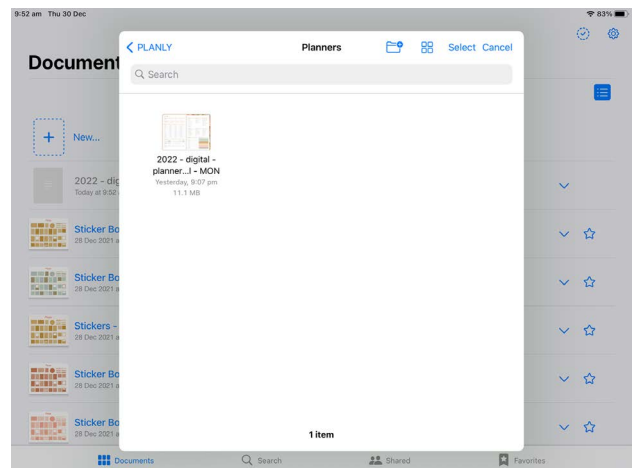 9:52 am Thu 30 Dec
83%
PLANLY
Planners
Select Cancel
Document
Search
New...
2022 - digital -
planner...l - MON
Yesterday, 9:07 pm
11.1 MB
2022 - dig
Today at 9:52
Sticker Bo
28 Dec 2021 a
Sticker Bo
28 Dec 2021 a
Stickers -
28 Dec 2021 a
Sticker Bo
28 Dec 2021 a
Sticker Bo
28 Dec 2021 a
1 item
Documents
Search
Shared
Favorites